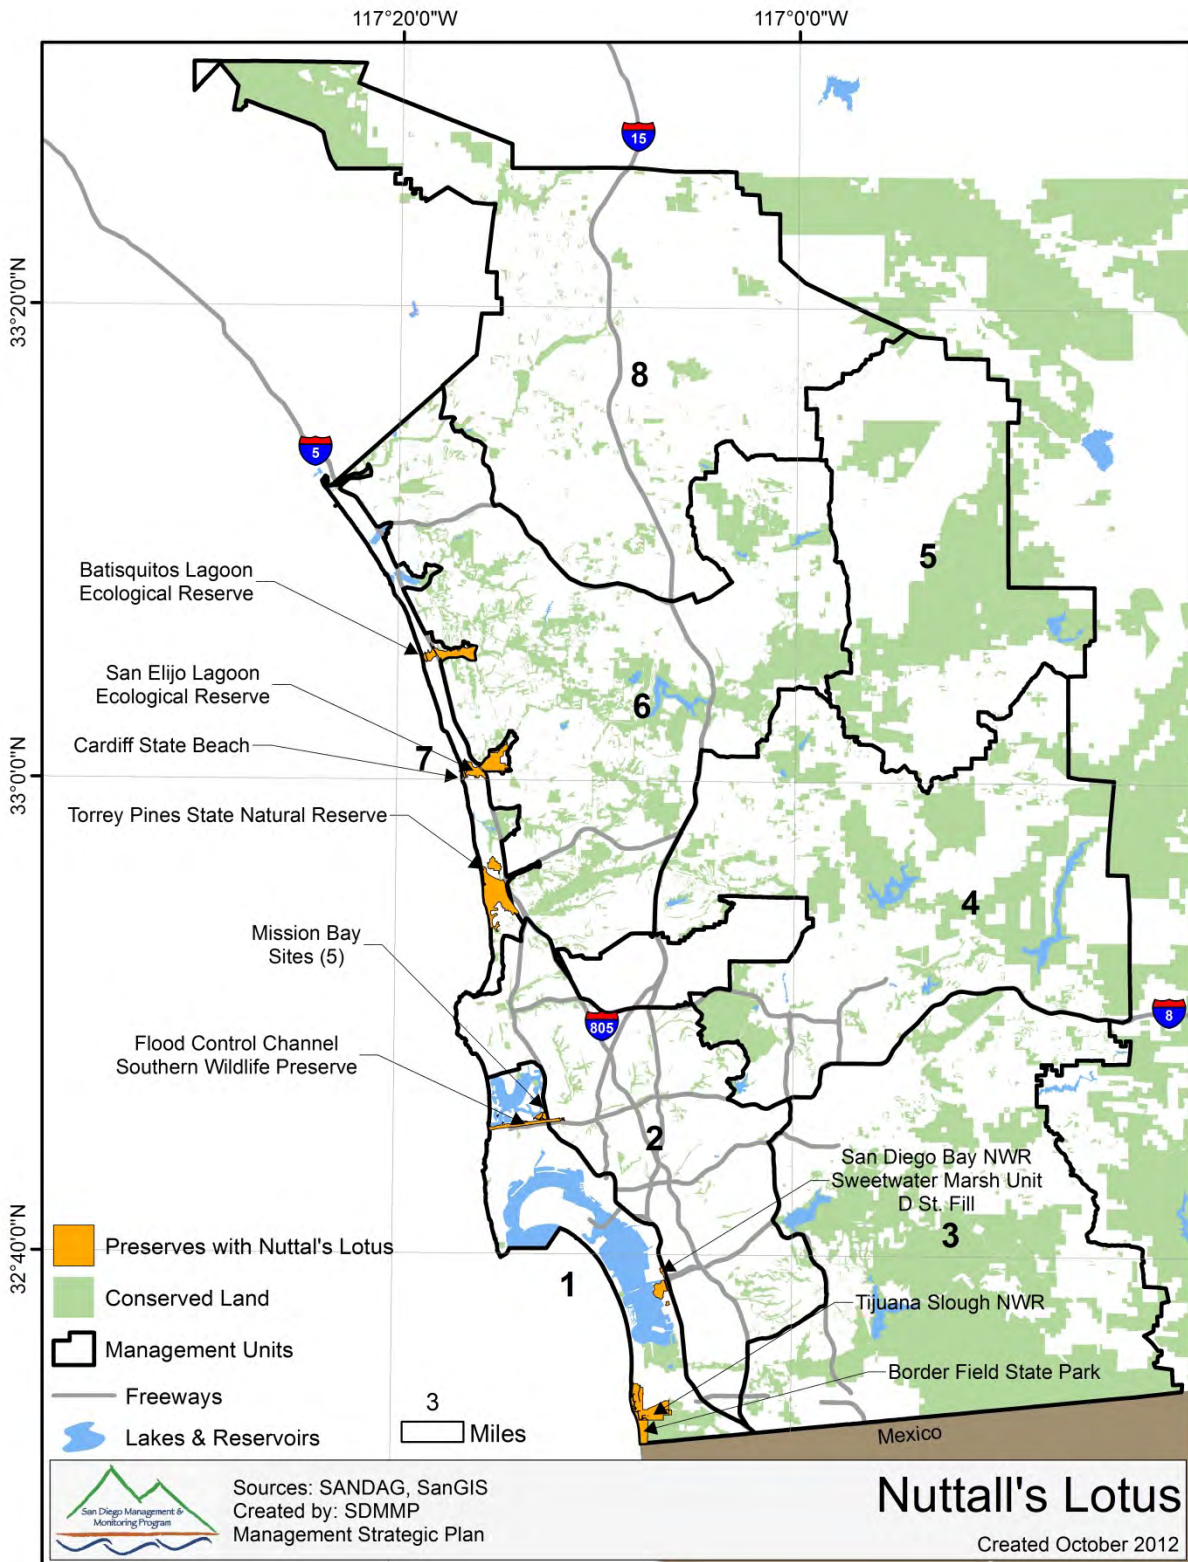 117°20'0"W
117°0'0"W
15
33°20'0"N
8
5
5
Batisquitos Lagoon
Ecological Reserve
San Elijo Lagoon
Ecological Reserve
6
Cardiff State Beach
7
33°0'0"N
Torrey Pines State Natural Reserve
4
Mission Bay
Sites (5)
8
805
Flood Control Channel
Southern Wildlife Preserve
2
San Diego Bay NWR
Sweetwater Marsh Unit
D St. Fill
3
32°40'0"N
1
Tijuana Slough NWR
Border Field State Park
Mexico
Preserves with Nuttal's Lotus
Conserved Land
Management Units
Freeways
Lakes & Reservoirs
3
Miles
San Diego Management &
Monitoring Program
Sources: SANDAG, SanGIS
Created by: SDMMP
Management Strategic Plan
Nuttall's Lotus
Created October 2012